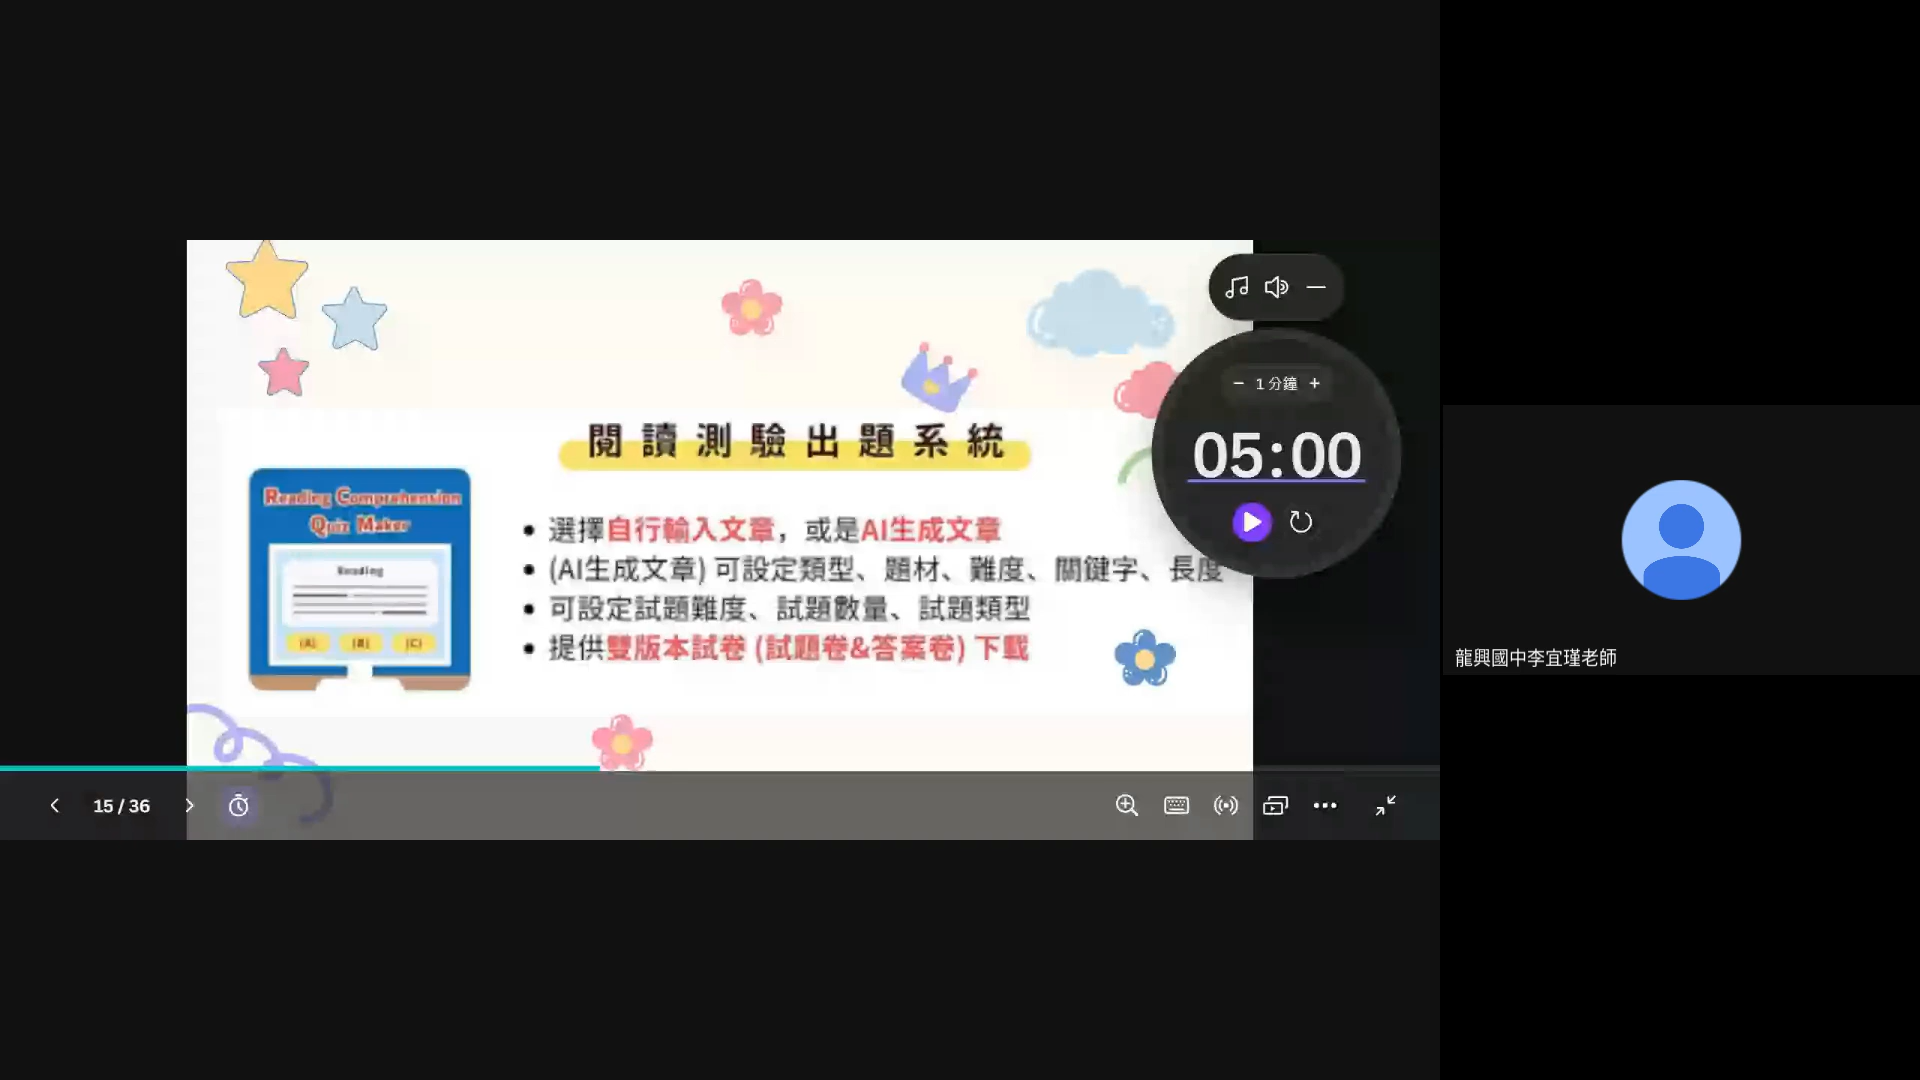 閱讀測驗出題系統
Reading Comprehension
Quiz Maker
Reading
(A) (B) (C)
• 選擇自行輸入文章，或是AI生成文章
• (AI生成文章) 可設定類型、題材、難度、關鍵字、長度
• 可設定試題難度、試題數量、試題類型
• 提供雙版本試卷 (試題卷&答案卷) 下載
− 1 分鐘 +
05:00
15 / 36
龍興國中李宜瑾老師